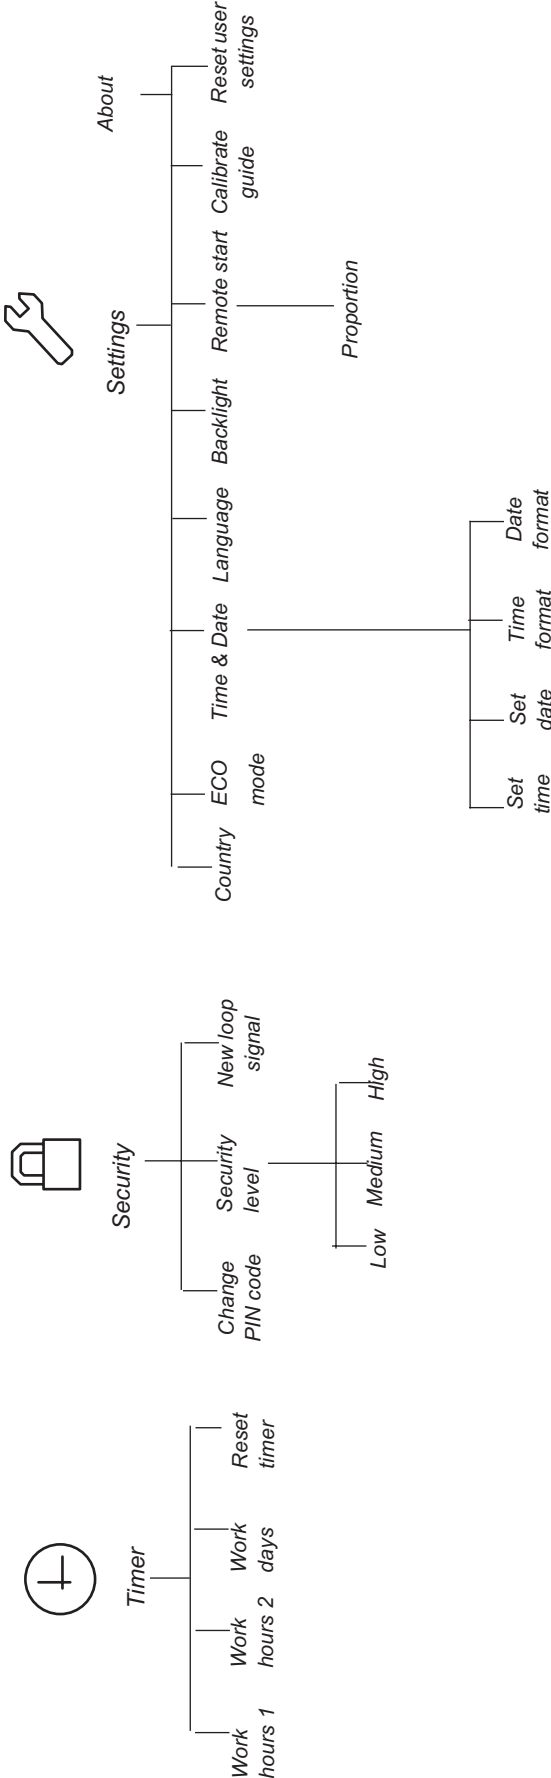 Timer
Work
hours 1
Work
hours 2
Work
days
Reset
timer
Security
Change
PIN code
Security
level
New loop
signal
Low
Medium
High
Settings
About
Country
ECO
mode
Time & Date
Language
Backlight
Remote start
Calibrate
guide
Reset user
settings
Proportion
Set
time
Set
date
Time
format
Date
format